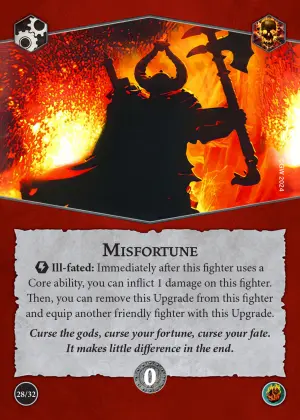 ©GW 2024
MISFORTUNE
Ill-fated: Immediately after this fighter uses a
Core ability, you can inflict 1 damage on this fighter.
Then, you can remove this Upgrade from this fighter
and equip another friendly fighter with this Upgrade.
Curse the gods, curse your fortune, curse your fate.
It makes little difference in the end.
0
28/32